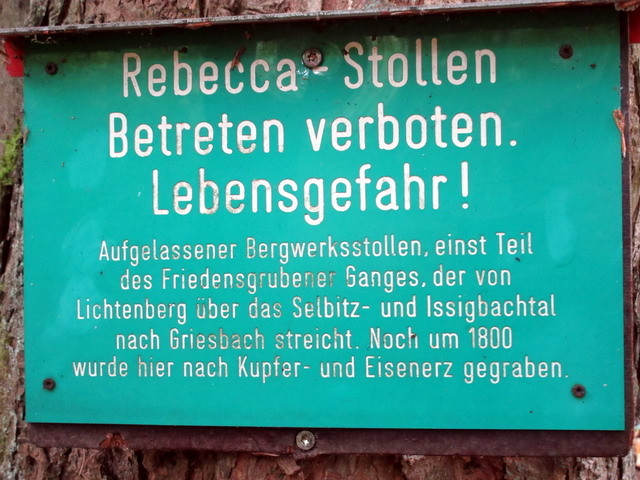 Rebecca Stollen
Betreten verboten.
Lebensgefahr!
Aufgelassener Bergwerksstollen, einst Teil
des Friedensgrubener Ganges, der von
Lichtenberg über das Selbitz- und Issigbachtal
nach Griesbach streicht. Noch um 1800
wurde hier nach Kupfer- und Eisenerz gegraben.